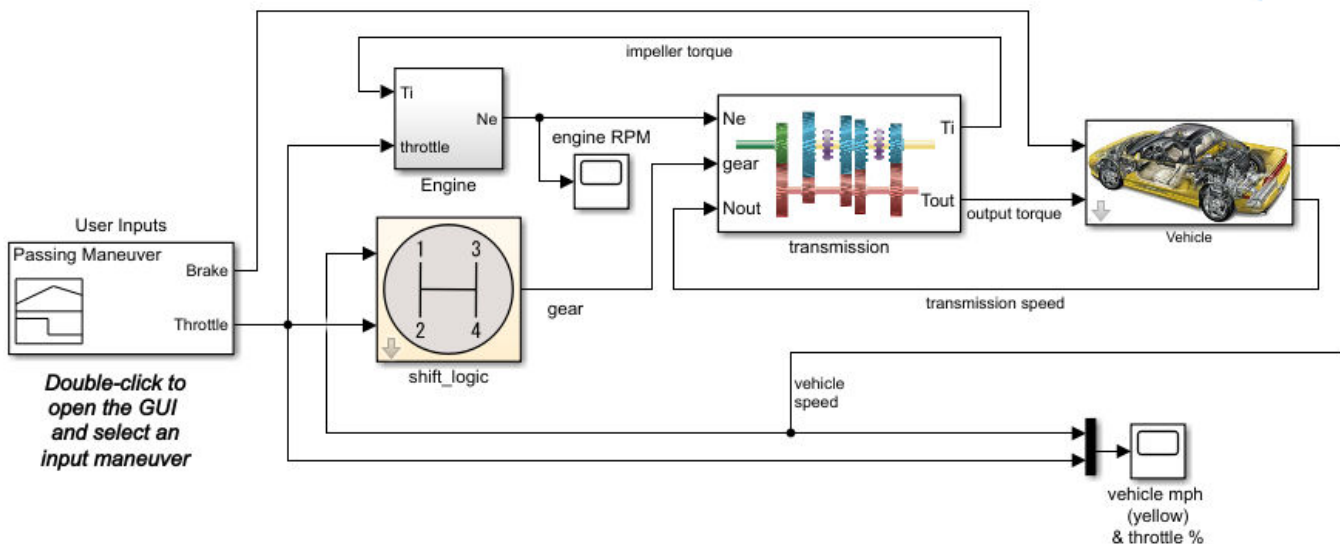 impeller torque
Ti
throttle
Ne
Engine
engine RPM
Ne
gear
Nout
Ti
Tout
transmission
output torque
Vehicle
transmission speed
User Inputs
Passing Maneuver
Brake
Throttle
Double-click to
open the GUI
and select an
input maneuver
1 3
2 4
shift_logic
gear
vehicle
speed
vehicle mph
(yellow)
& throttle %